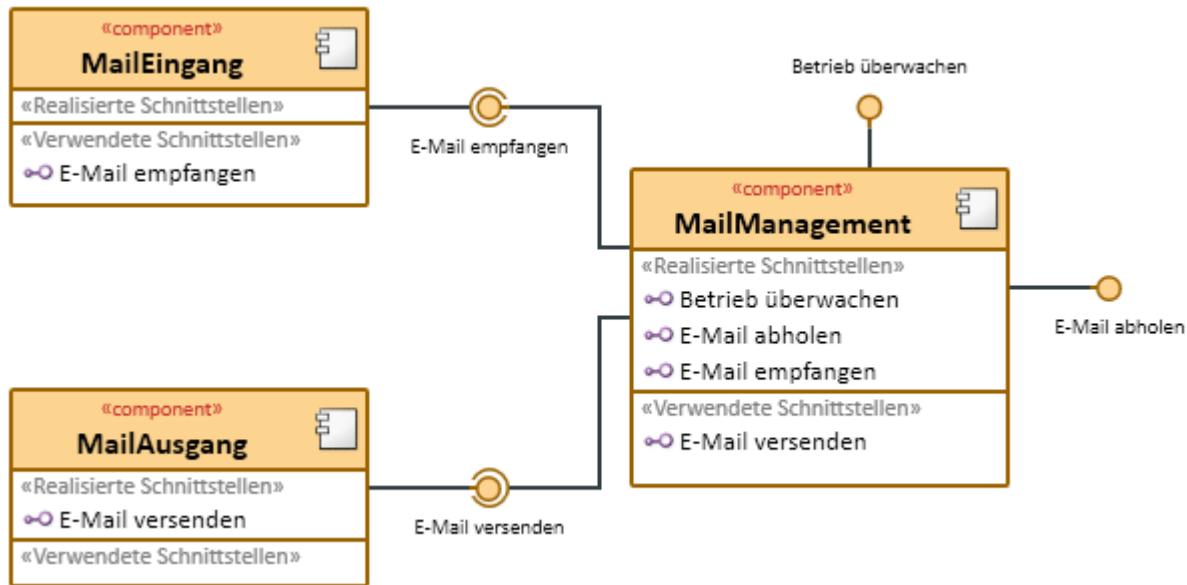 «component»
MailEingang
«Realisierte Schnittstellen»
«Verwendete Schnittstellen»
E-Mail empfangen
E-Mail empfangen
Betrieb überwachen
«component»
MailManagement
«Realisierte Schnittstellen»
Betrieb überwachen
E-Mail abholen
E-Mail empfangen
«Verwendete Schnittstellen»
E-Mail versenden
E-Mail abholen
«component»
MailAusgang
«Realisierte Schnittstellen»
E-Mail versenden
«Verwendete Schnittstellen»
E-Mail versenden